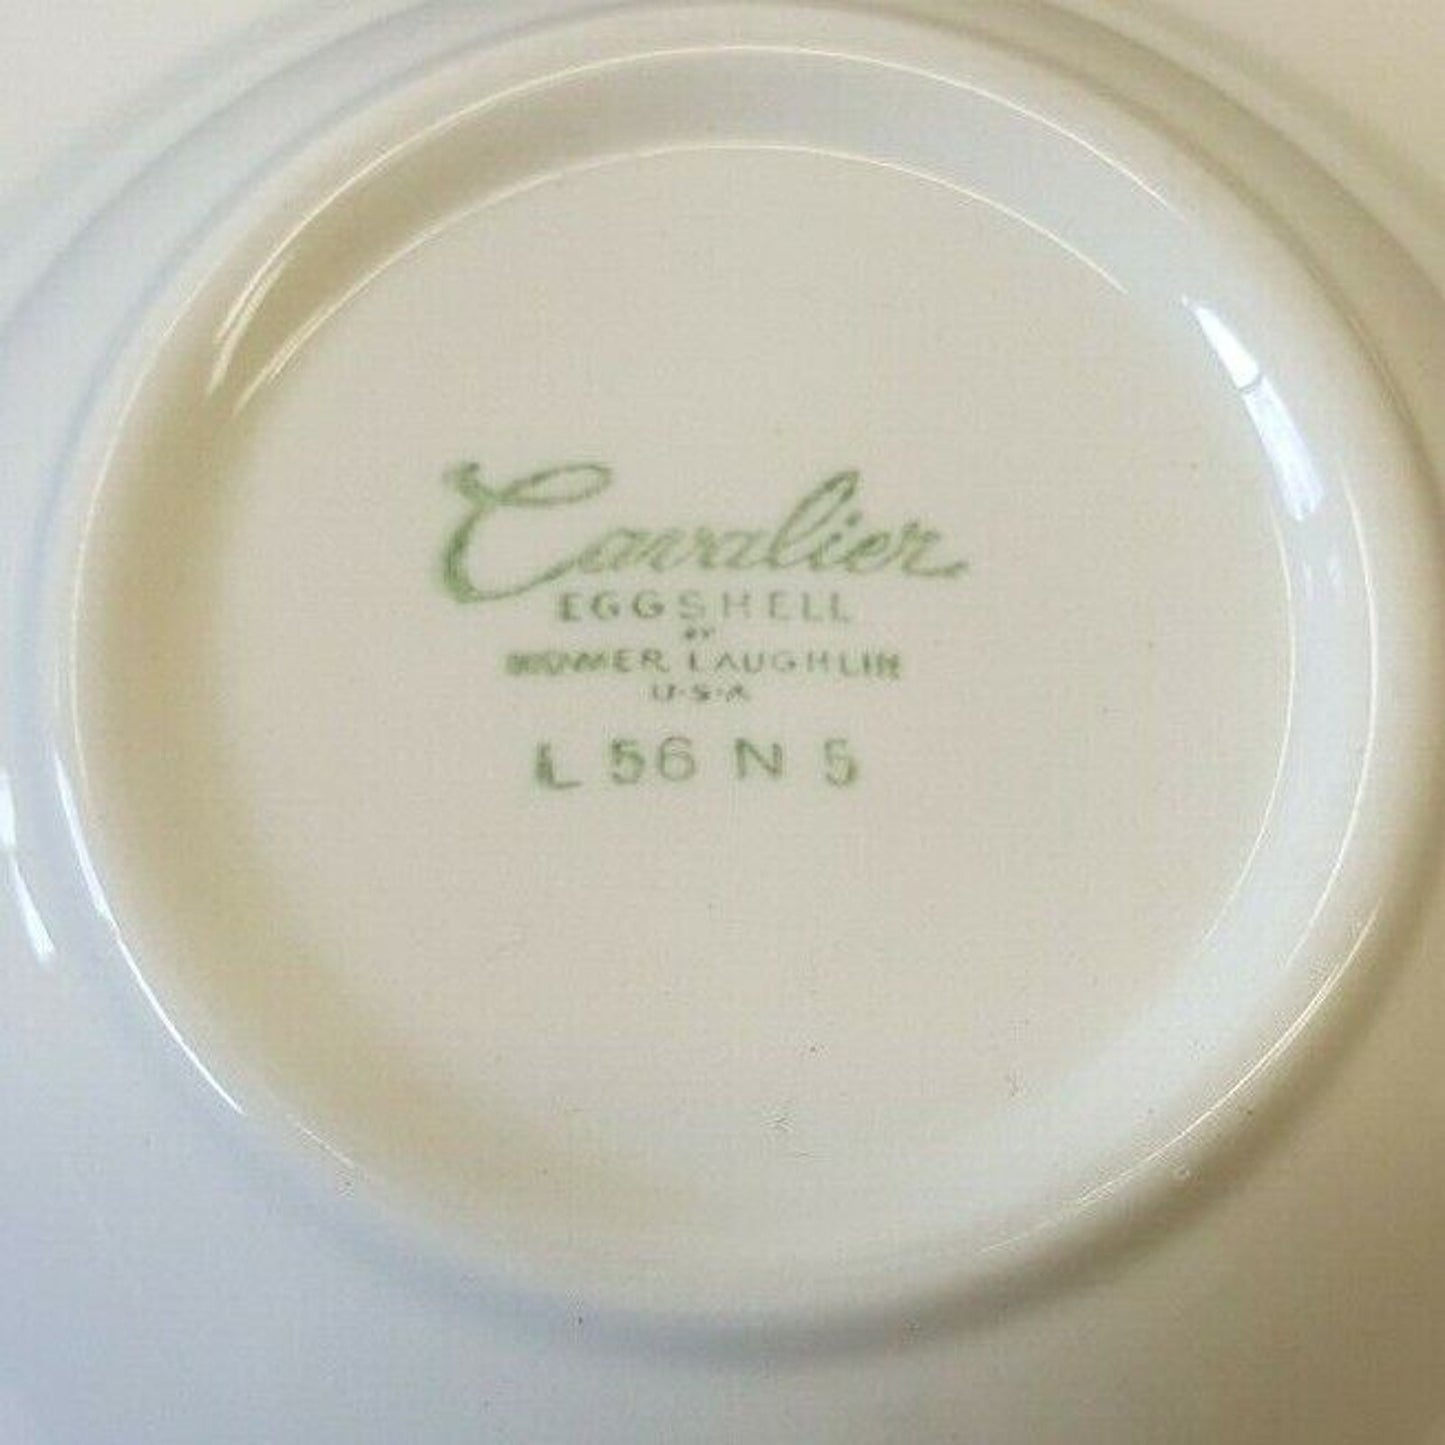 Cavalier
EGGSHELL
BY
HOMER LAUGHLIN
U·S·A
L 56 N 5